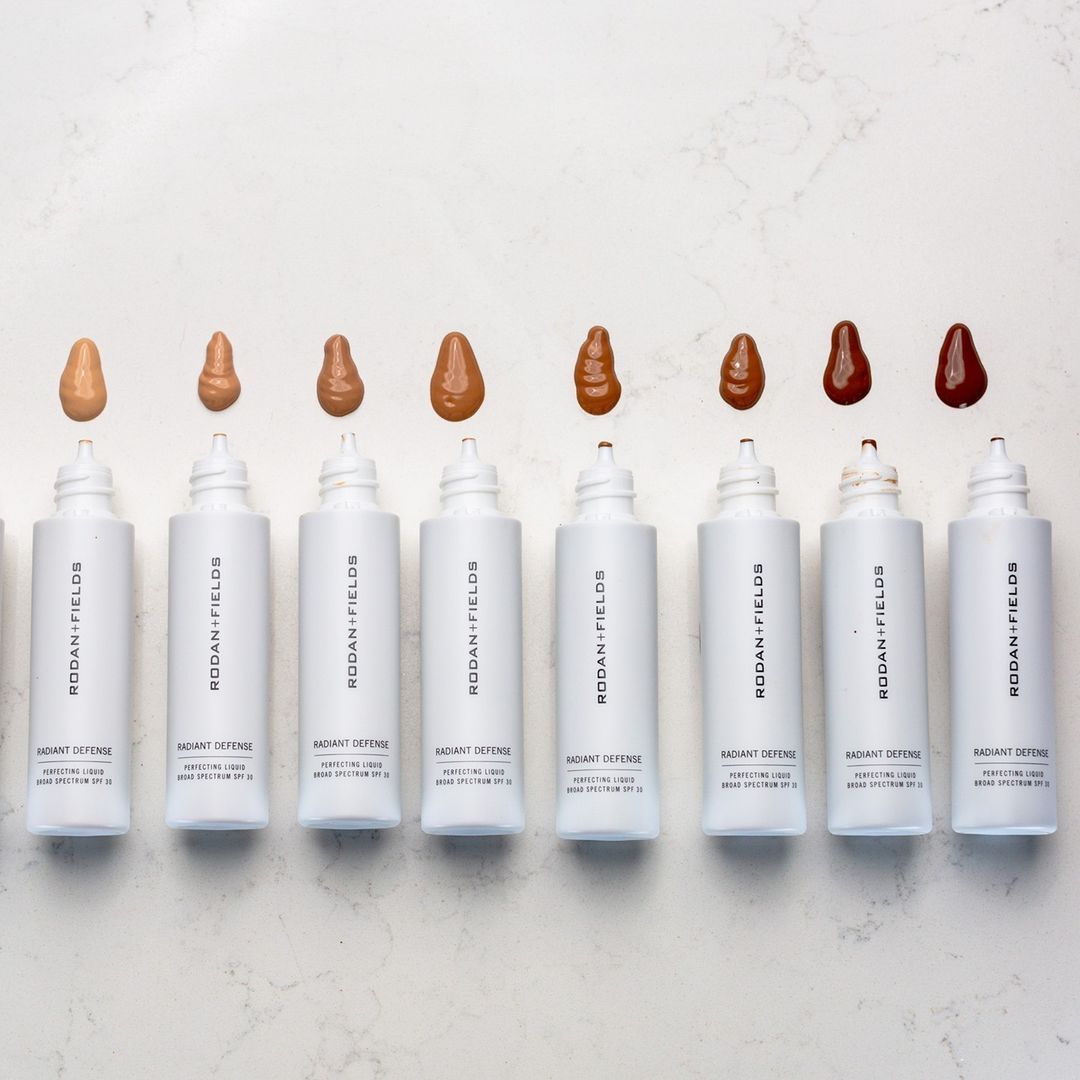 RODAN+FIELDS
RADIANT DEFENSE
PERFECTING LIQUID
BROAD SPECTRUM SPF 30
RODAN+FIELDS
RADIANT DEFENSE
PERFECTING LIQUID
BROAD SPECTRUM SPF 30
RODAN+FIELDS
RADIANT DEFENSE
PERFECTING LIQUID
BROAD SPECTRUM SPF 30
RODAN+FIELDS
RADIANT DEFENSE
PERFECTING LIQUID
BROAD SPECTRUM SPF 30
RODAN+FIELDS
RADIANT DEFENSE
PERFECTING LIQUID
BROAD SPECTRUM SPF 30
RODAN+FIELDS
RADIANT DEFENSE
PERFECTING LIQUID
BROAD SPECTRUM SPF 30
RODAN+FIELDS
RADIANT DEFENSE
PERFECTING LIQUID
BROAD SPECTRUM SPF 30
RODAN+FIELDS
RADIANT DEFENSE
PERFECTING LIQUID
BROAD SPECTRUM SPF 30